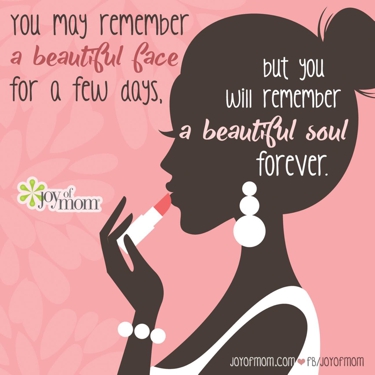 YOU MAY REMEMBER
a beautiful face
FOR A FEW DAYS,
BUT YOU
WILL REMEMBER
a beautiful soul
FOREVER.
joy of
mom
JOYOFMOM.COM ❤ FB/JOYOFMOM